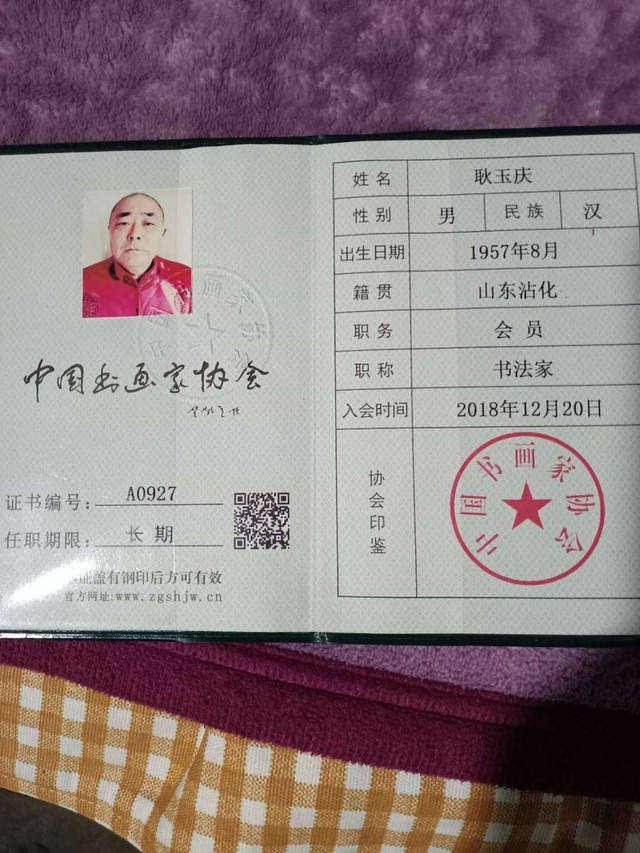 中国书画家协会
证书编号：A0927
任职期限：长期
证盖有钢印后方可有效
官方网址:www.zgshjw.cn
姓名 耿玉庆
性别 男 民族 汉
出生日期 1957年8月
籍贯 山东沾化
职务 会员
职称 书法家
入会时间 2018年12月20日
协会印鉴
中国书画家协会